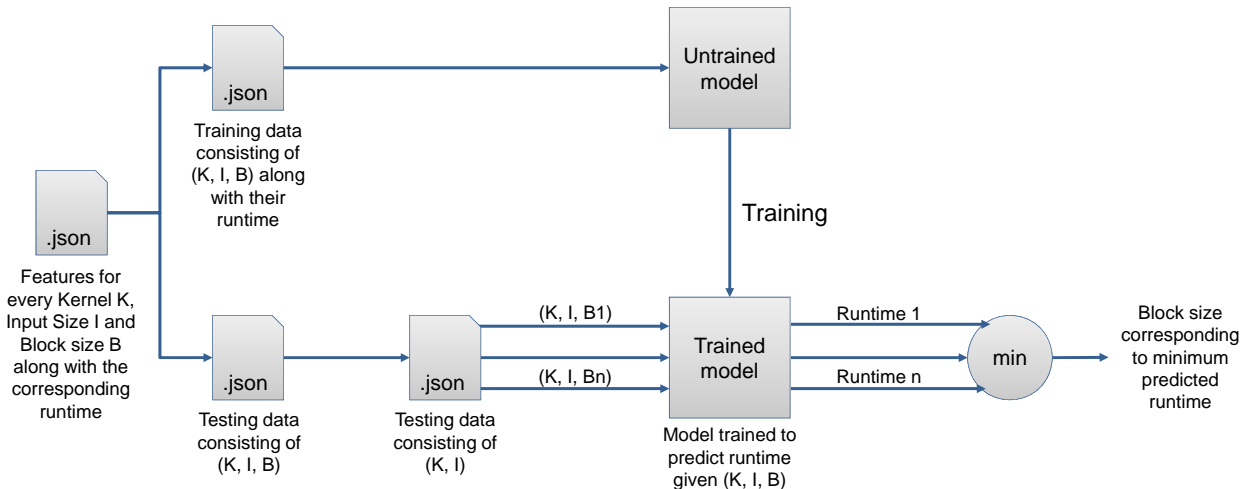 .json
Features for
every Kernel K,
Input Size I and
Block size B
along with the
corresponding
runtime
.json
Training data
consisting of
(K, I, B) along
with their
runtime
Untrained
model
Training
.json
Testing data
consisting of
(K, I, B)
.json
Testing data
consisting of
(K, I)
(K, I, B1)
(K, I, Bn)
Trained
model
Model trained to
predict runtime
given (K, I, B)
Runtime 1
Runtime n
min
Block size
corresponding
to minimum
predicted
runtime